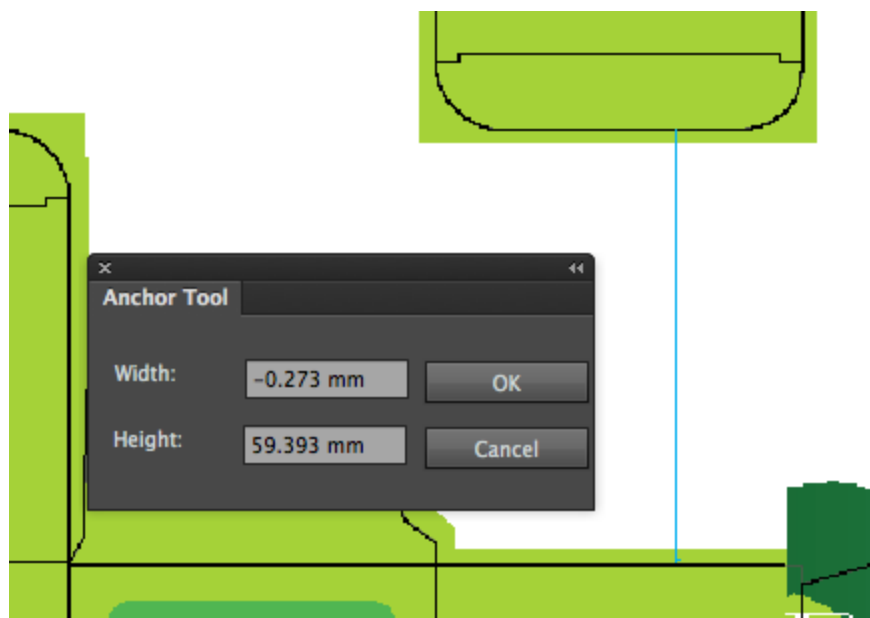 Anchor Tool
Width:
-0.273 mm
OK
Height:
59.393 mm
Cancel